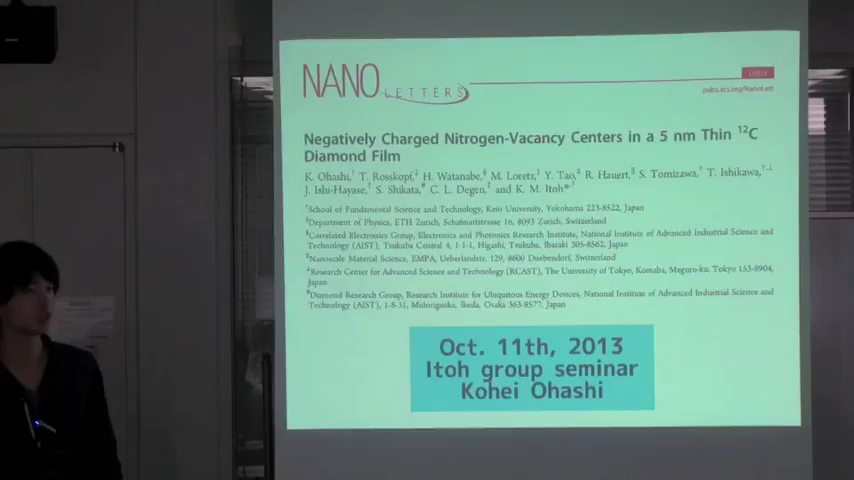 NANO LETTERS
Letter
pubs.acs.org/NanoLett
Negatively Charged Nitrogen-Vacancy Centers in a 5 nm Thin ¹²C
Diamond Film
K. Ohashi,† T. Rosskopf,‡ H. Watanabe,§ M. Loretz,‡ Y. Tao,‡ R. Hauert,∥ S. Tomizawa,† T. Ishikawa,†,⊥
J. Ishi-Hayase,† S. Shikata,# C. L. Degen,‡ and K. M. Itoh*,†
†School of Fundamental Science and Technology, Keio University, Yokohama 223-8522, Japan
‡Department of Physics, ETH Zurich, Schafmattstrasse 16, 8093 Zurich, Switzerland
§Correlated Electronics Group, Electronics and Photonics Research Institute, National Institute of Advanced Industrial Science and
Technology (AIST), Tsukuba Central 4, 1-1-1, Higashi, Tsukuba, Ibaraki 305-8562, Japan
∥Nanoscale Material Science, EMPA, Ueberlandstr. 129, 8600 Duebendorf, Switzerland
⊥Research Center for Advanced Science and Technology (RCAST), The University of Tokyo, Komaba, Meguro-ku, Tokyo 153-8904,
Japan
#Diamond Research Group, Research Institute for Ubiquitous Energy Devices, National Institute of Advanced Industrial Science and
Technology (AIST), 1-8-31, Midorigaoka, Ikeda, Osaka 563-8577, Japan
Oct. 11th, 2013
Itoh group seminar
Kohei Ohashi